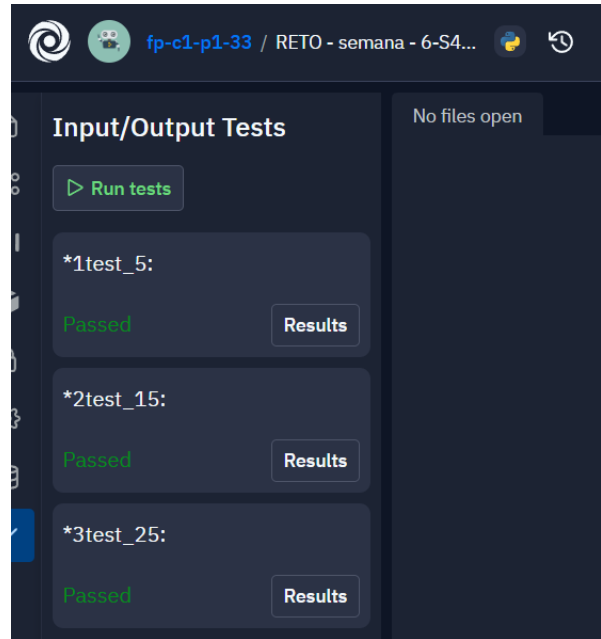 fp-c1-p1-33 / RETO - semana - 6-S4...
Input/Output Tests
No files open
Run tests
*1test_5:
Passed
Results
*2test_15:
Passed
Results
*3test_25:
Passed
Results